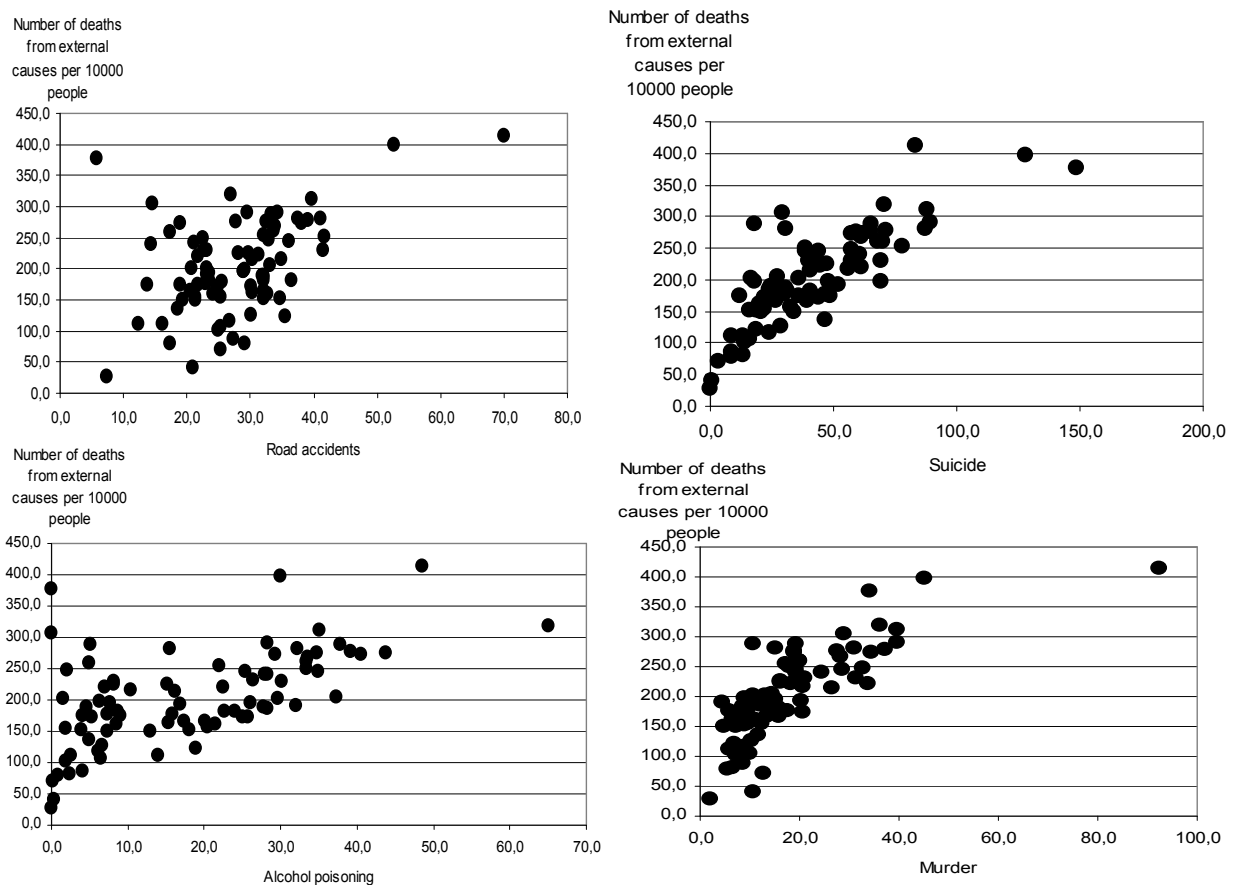 Number of deaths
from external
causes per 10000
people
450,0
400,0
350,0
300,0
250,0
200,0
150,0
100,0
50,0
0,0
0,0 10,0 20,0 30,0 40,0 50,0 60,0 70,0 80,0
Road accidents
Number of deaths
from external
causes per
10000 people
450,0
400,0
350,0
300,0
250,0
200,0
150,0
100,0
50,0
0,0
0,0 50,0 100,0 150,0 200,0
Suicide
Number of deaths
from external
causes per 10000
people
450,0
400,0
350,0
300,0
250,0
200,0
150,0
100,0
50,0
0,0
0,0 10,0 20,0 30,0 40,0 50,0 60,0 70,0
Alcohol poisoning
Number of deaths
from external
causes per 10000
people
450,0
400,0
350,0
300,0
250,0
200,0
150,0
100,0
50,0
0,0
0,0 20,0 40,0 60,0 80,0 100,0
Murder